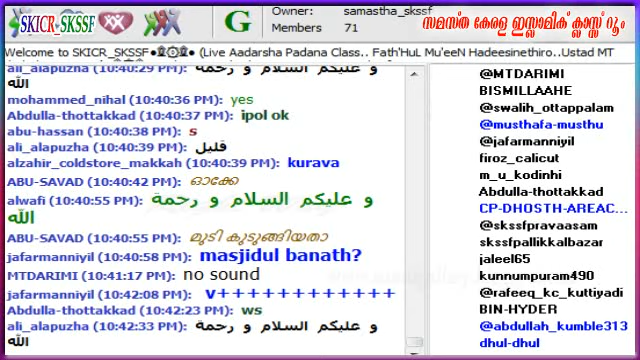 SKICR_SKSSF
G
Owner: samastha_skssf
Members 71
സമസ്ത കേരള ഇസ്ലാമിക് ക്ലാസ്സ് റൂം
Welcome to SKICR_SKSSF●۩۞۩● (Live Aadarsha Padana Class.. Fath'HuL Mu'eeN Hadeesinethiro..Ustad MT
ali_alapuzha (10:40:29 PM): و عليكم السلام و رحمة
الله
mohammed_nihal (10:40:36 PM): yes
Abdulla-thottakkad (10:40:37 PM): ipol ok
abu-hassan (10:40:38 PM): s
ali_alapuzha (10:40:39 PM): قليل
alzahir_coldstore_makkah (10:40:39 PM): kurava
ABU-SAVAD (10:40:42 PM): ഓക്കേ
alwafi (10:40:55 PM): و عليكم السلام و رحمة
الله
ABU-SAVAD (10:40:55 PM): മുടി കുടുങ്ങിയതാ
jafarmanniyil (10:40:58 PM): masjidul banath?
MTDARIMI (10:41:17 PM): no sound
jafarmanniyil (10:42:08 PM): v++++++++++++
Abdulla-thottakkad (10:42:23 PM): ws
ali_alapuzha (10:42:33 PM): و عليكم السلام و رحمة
الله
@MTDARIMI
BISMILLAAHE
@swalih_ottappalam
@musthafa-musthu
@jafarmanniyil
firoz_calicut
m_u_kodinhi
Abdulla-thottakkad
CP-DHOSTH-AREAC...
@skssfpravaasam
skssfpallikkalbazar
jaleel65
kunnumpuram490
@rafeeq_kc_kuttiyadi
BIN-HYDER
@abdullah_kumble313
dhul-dhul